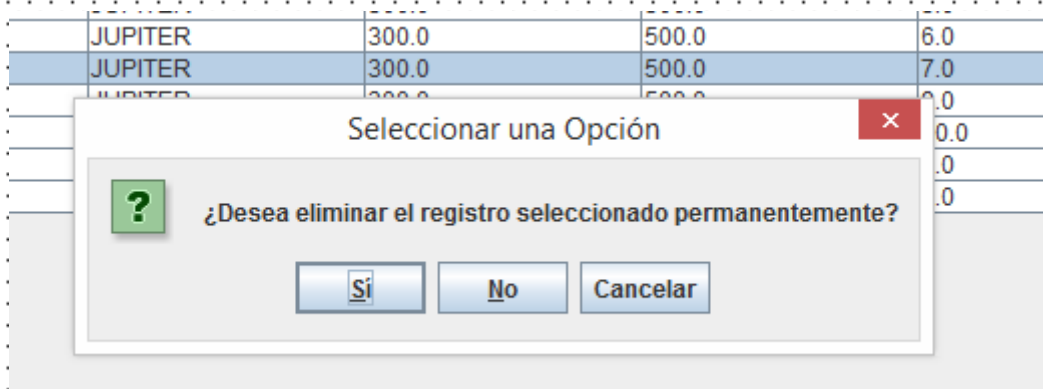 JUPITER 300.0 500.0 6.0
JUPITER 300.0 500.0 7.0
Seleccionar una Opción
¿Desea eliminar el registro seleccionado permanentemente?
Sí No Cancelar